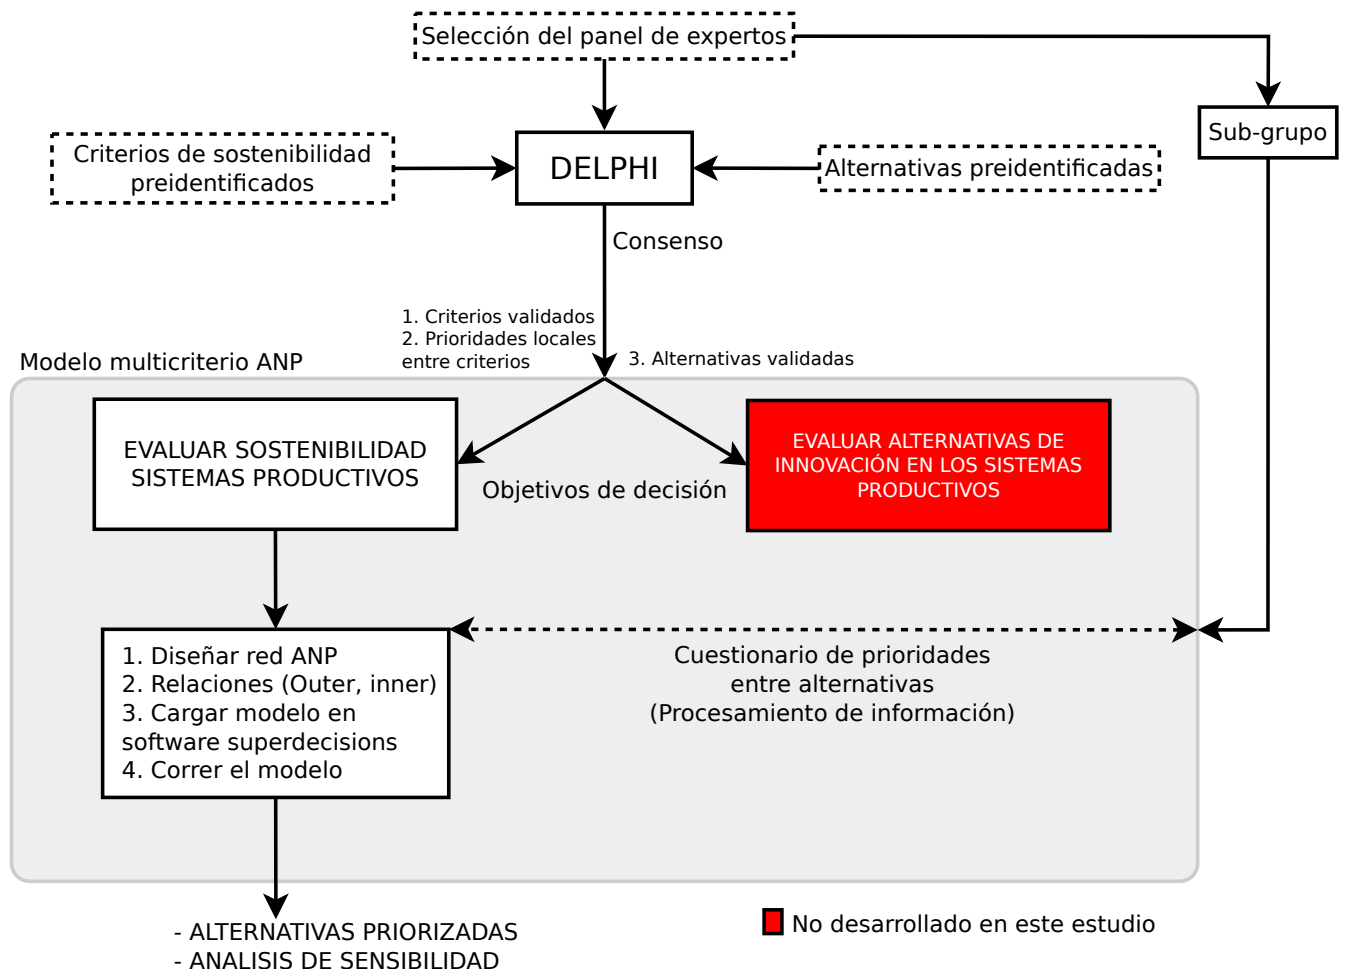 Selección del panel de expertos
Sub-grupo
Criterios de sostenibilidad
preidentificados
DELPHI
Alternativas preidentificadas
Consenso
1. Criterios validados
2. Prioridades locales
entre criterios
3. Alternativas validadas
Modelo multicriterio ANP
EVALUAR SOSTENIBILIDAD
SISTEMAS PRODUCTIVOS
EVALUAR ALTERNATIVAS DE
INNOVACIÓN EN LOS SISTEMAS
PRODUCTIVOS
Objetivos de decisión
1. Diseñar red ANP
2. Relaciones (Outer, inner)
3. Cargar modelo en
software superdecisions
4. Correr el modelo
Cuestionario de prioridades
entre alternativas
(Procesamiento de información)
- ALTERNATIVAS PRIORIZADAS
- ANALISIS DE SENSIBILIDAD
No desarrollado en este estudio